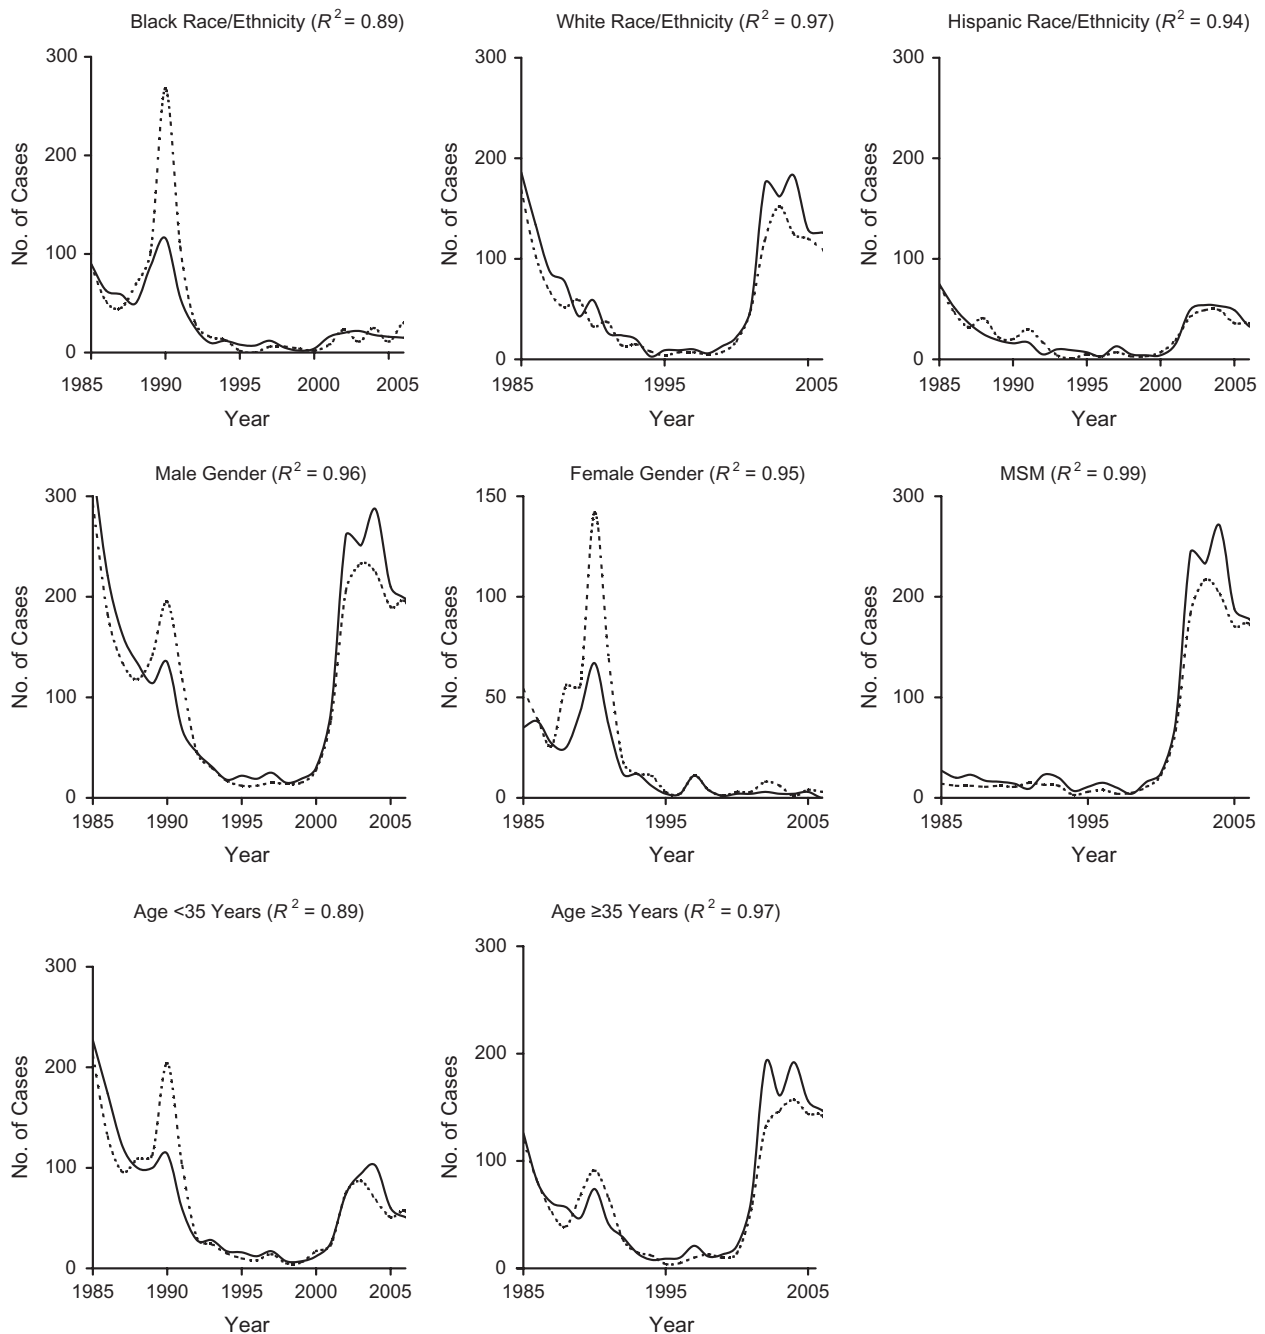 Black Race/Ethnicity (R² = 0.89)
300
200
100
0
No. of Cases
1985
1990
1995
2000
2005
Year
White Race/Ethnicity (R² = 0.97)
300
200
100
0
No. of Cases
1985
1995
2005
Year
Hispanic Race/Ethnicity (R² = 0.94)
300
200
100
0
No. of Cases
1985
1990
1995
2000
2005
Year
Male Gender (R² = 0.96)
300
200
100
0
No. of Cases
1985
1990
1995
2000
2005
Year
Female Gender (R² = 0.95)
150
100
50
0
No. of Cases
1985
1995
2005
Year
MSM (R² = 0.99)
300
200
100
0
No. of Cases
1985
1995
2005
Year
Age <35 Years (R² = 0.89)
300
200
100
0
No. of Cases
1985
1990
1995
2000
2005
Year
Age ≥35 Years (R² = 0.97)
300
200
100
0
No. of Cases
1985
1995
2005
Year